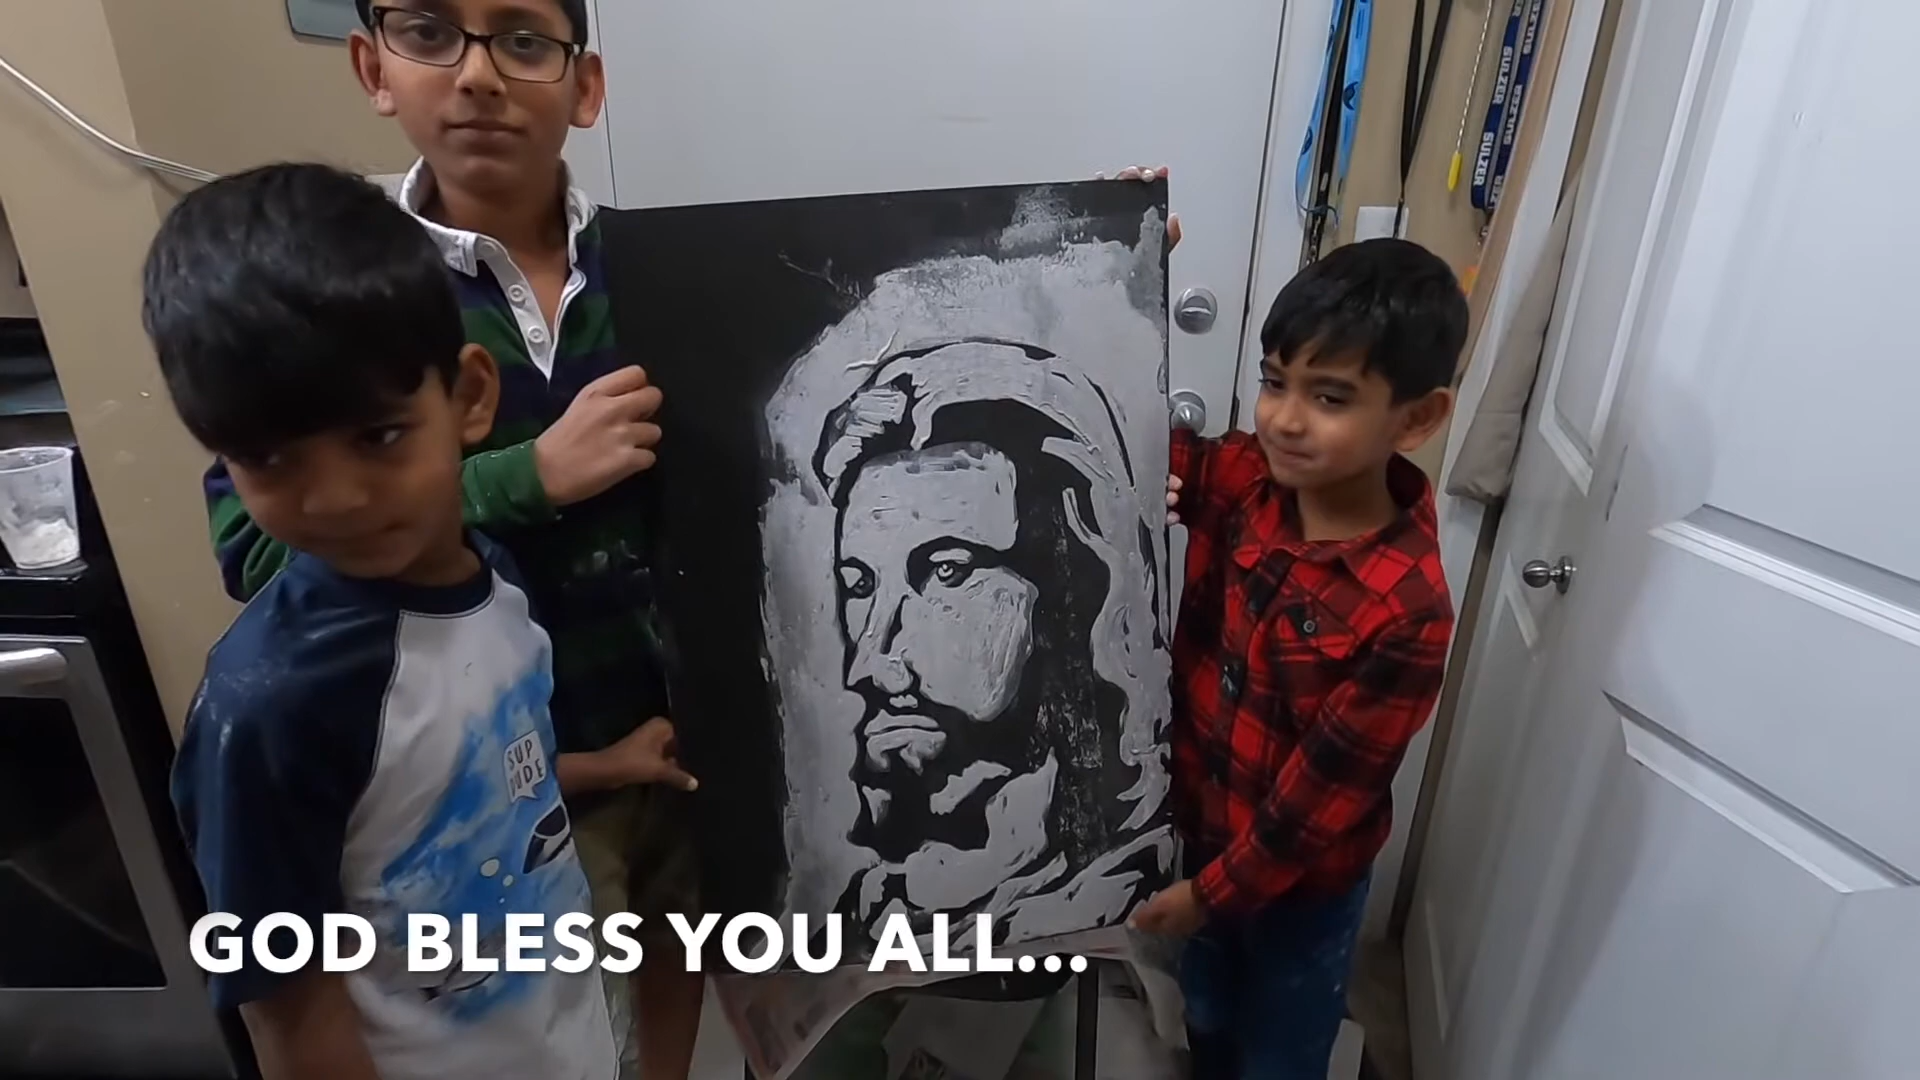 SULZER
SULZER
SUP
DUDE
GOD BLESS YOU ALL...